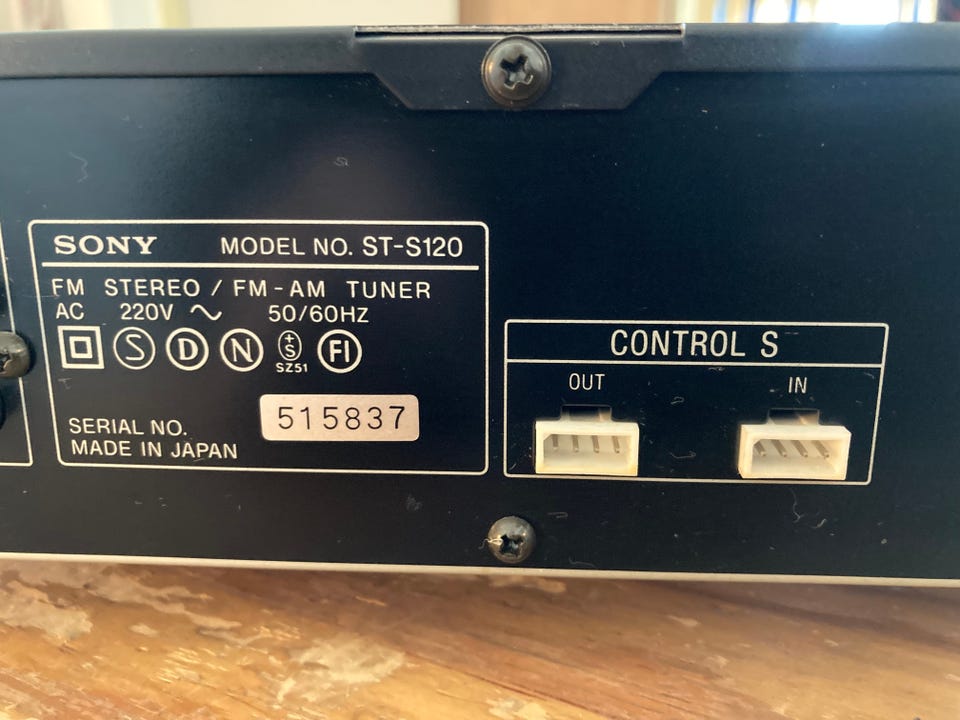 SONY MODEL NO. ST-S120
FM STEREO / FM-AM TUNER
AC 220V ~ 50/60HZ
S D N +S FI
SZ51
SERIAL NO. 515837
MADE IN JAPAN
CONTROL S
OUT IN